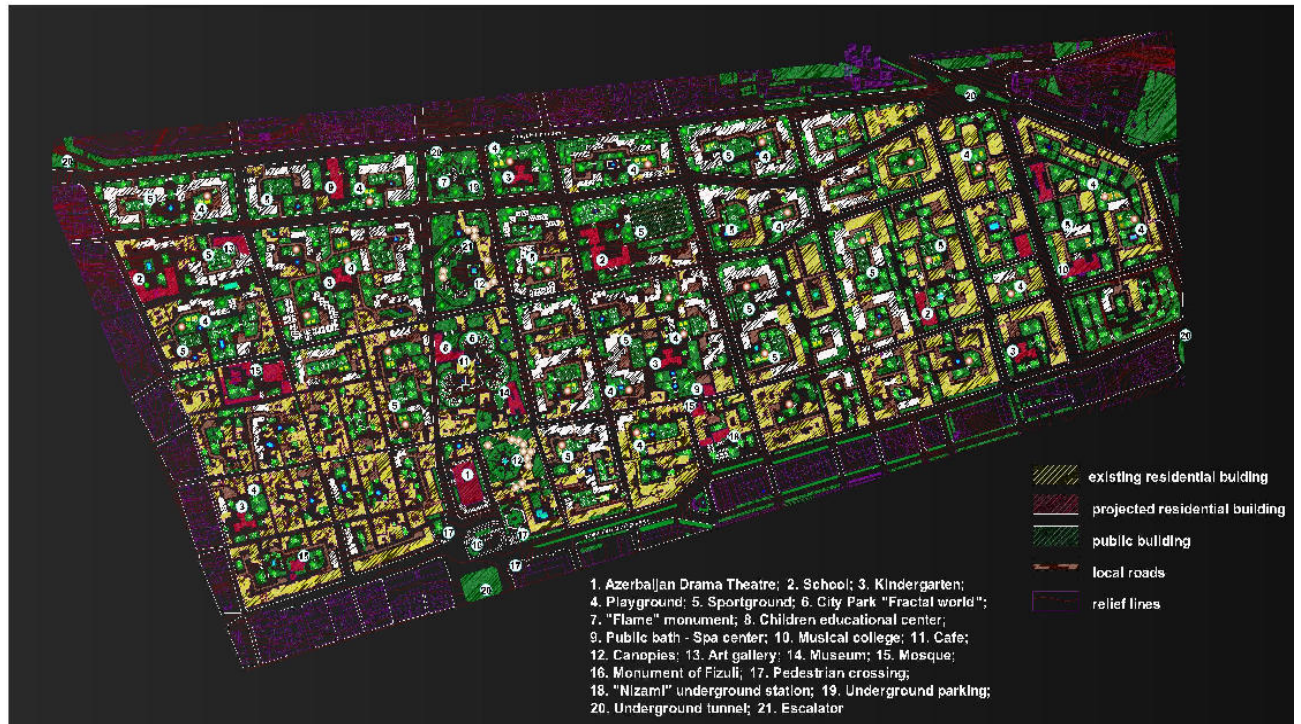 existing residential buiding
projected residential building
public building
local roads
relief lines
1. Azerbaijan Drama Theatre; 2. School; 3. Kindergarten;
4. Playground; 5. Sportground; 6. City Park "Fractal world";
7. "Flame" monument; 8. Children educational center;
9. Public bath - Spa center; 10. Musical college; 11. Cafe;
12. Canopies; 13. Art gallery; 14. Museum; 15. Mosque;
16. Monument of Fizuli; 17. Pedestrian crossing;
18. "Nizami" underground station; 19. Underground parking;
20. Underground tunnel; 21. Escalator